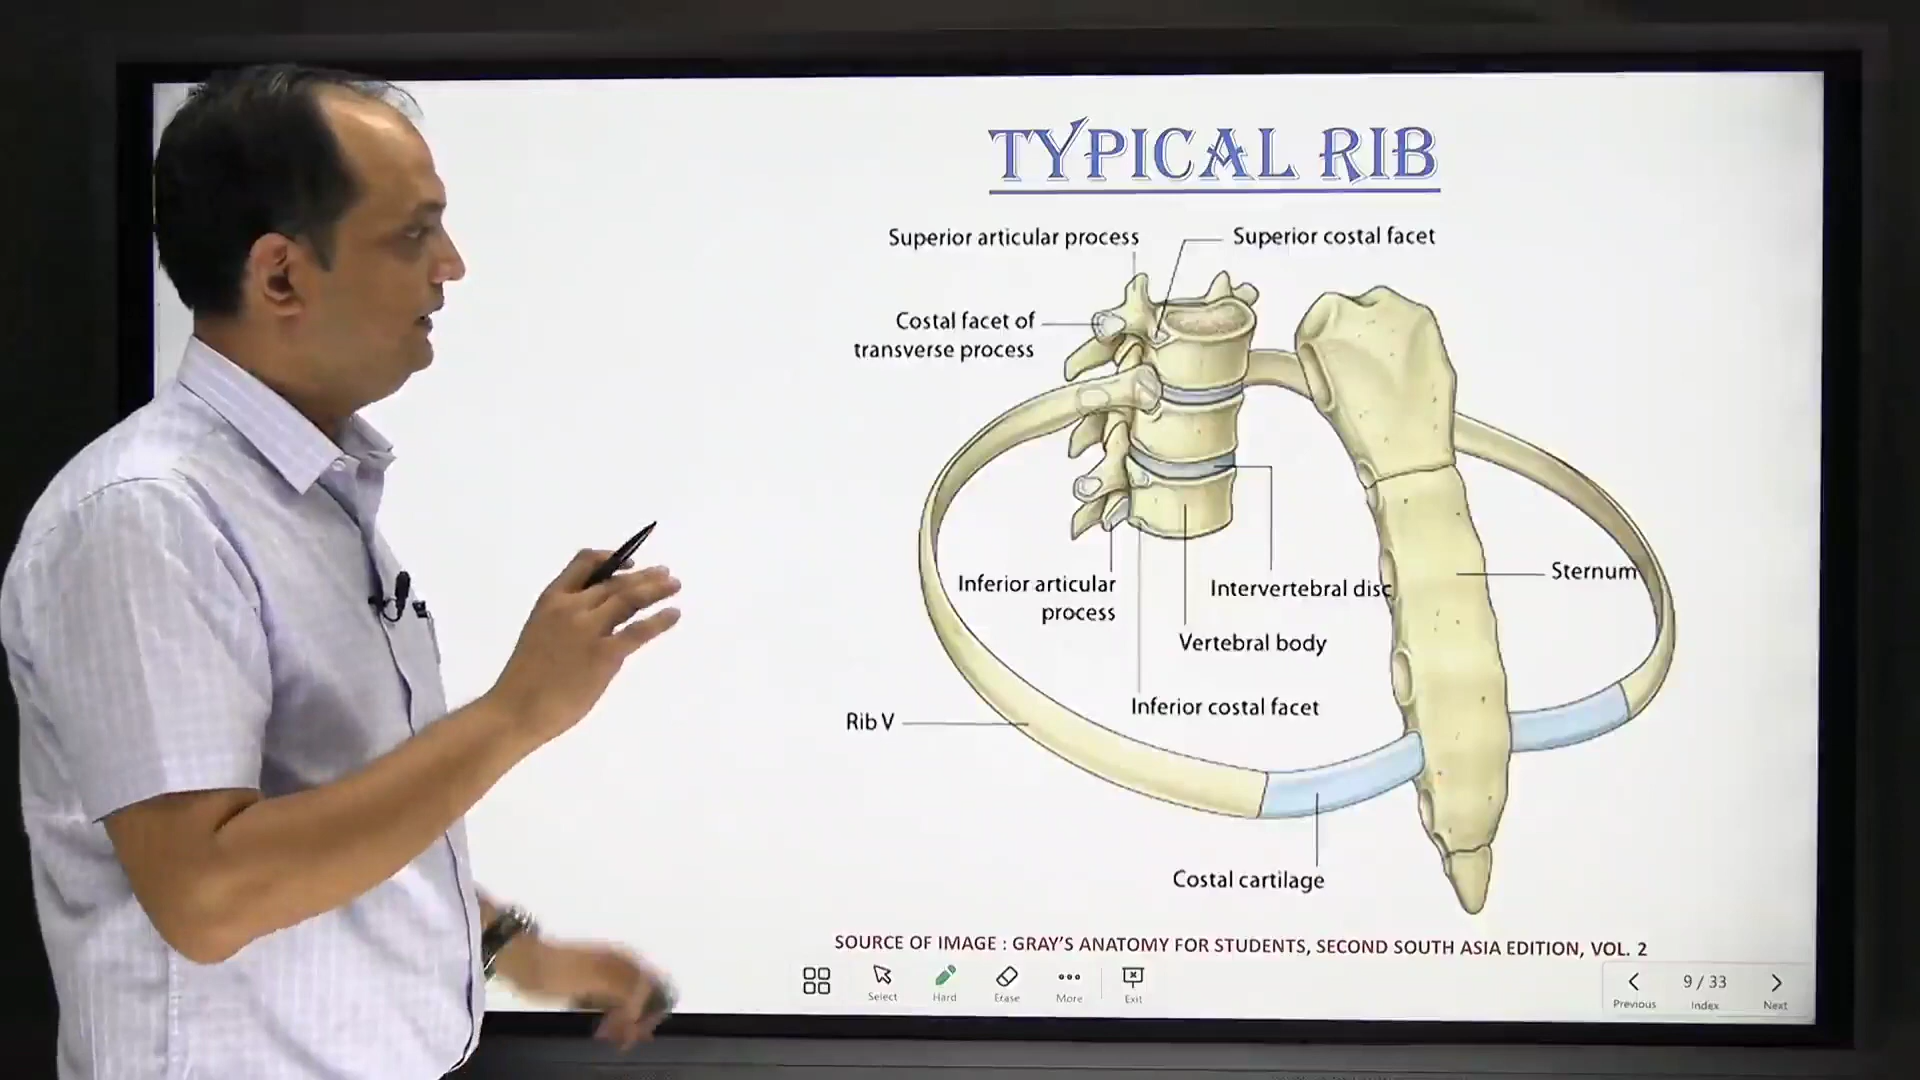 TYPICAL RIB
Superior articular process
Superior costal facet
Costal facet of
transverse process
Inferior articular
process
Intervertebral disc
Sternum
Vertebral body
Inferior costal facet
Rib V
Costal cartilage
SOURCE OF IMAGE : GRAY'S ANATOMY FOR STUDENTS, SECOND SOUTH ASIA EDITION, VOL. 2
Select
Hard
Erase
More
Exit
9 / 33
Previous
Index
Next